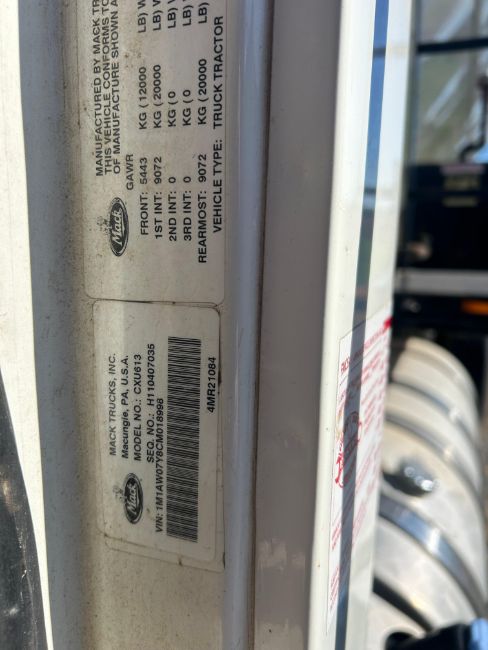 MANUFACTURED BY MACK TR
THIS VEHICLE CONFORMS TO
OF MANUFACTURE SHOWN A
GAWR
Mack
FRONT: 5443 KG (12000 LB)
1ST INT: 9072 KG (20000 LB)
2ND INT: 0 KG (0 LB)
3RD INT: 0 KG (0 LB)
REARMOST: 9072 KG (20000 LB)
VEHICLE TYPE: TRUCK TRACTOR
MACK TRUCKS, INC.
Macungie, PA, U.S.A.
MODEL NO.: CXU613
SEQ. NO.: H110407035
Mack
VIN: 1M1AW07Y8CM018998
4MR21084